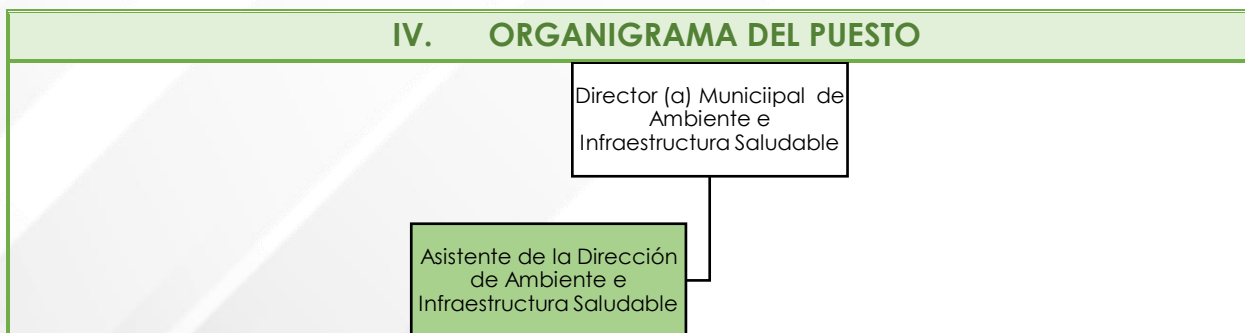 IV. ORGANIGRAMA DEL PUESTO
Director (a) Municiipal de
Ambiente e
Infraestructura Saludable
Asistente de la Dirección
de Ambiente e
Infraestructura Saludable